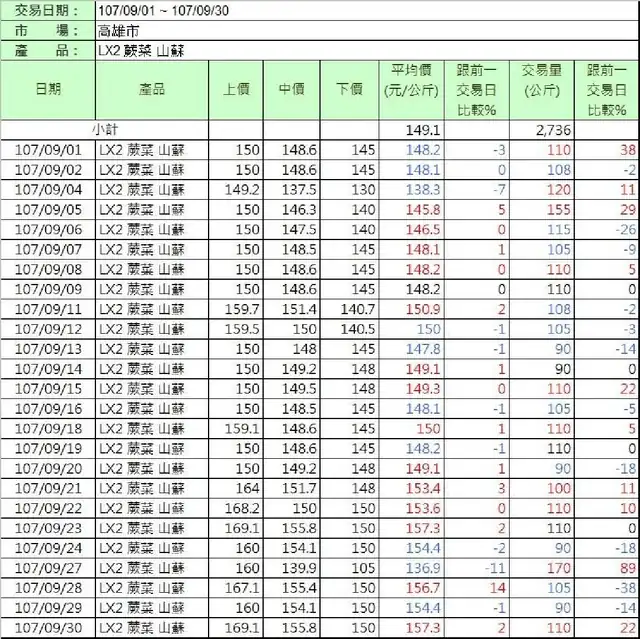 交易日期： 107/09/01 ~ 107/09/30
市 場： 高雄市
產 品： LX2 蕨菜 山蘇
日期 產品 上價 中價 下價 平均價 (元/公斤) 跟前一 交易日 比較% 交易量 (公斤) 跟前一 交易日 比較%
小計 149.1 2,736
107/09/01 LX2 蕨菜 山蘇 150 148.6 145 148.2 -3 110 38
107/09/02 LX2 蕨菜 山蘇 150 148.6 145 148.1 0 108 -2
107/09/04 LX2 蕨菜 山蘇 149.2 137.5 130 138.3 -7 120 11
107/09/05 LX2 蕨菜 山蘇 150 146.3 140 145.8 5 155 29
107/09/06 LX2 蕨菜 山蘇 150 147.5 140 146.5 0 115 -26
107/09/07 LX2 蕨菜 山蘇 150 148.5 145 148.1 1 105 -9
107/09/08 LX2 蕨菜 山蘇 150 148.6 145 148.2 0 110 5
107/09/09 LX2 蕨菜 山蘇 150 148.6 145 148.2 0 110 0
107/09/11 LX2 蕨菜 山蘇 159.7 151.4 140.7 150.9 2 108 -2
107/09/12 LX2 蕨菜 山蘇 159.5 150 140.5 150 -1 105 -3
107/09/13 LX2 蕨菜 山蘇 150 148 145 147.8 -1 90 -14
107/09/14 LX2 蕨菜 山蘇 150 149.2 148 149.1 1 90 0
107/09/15 LX2 蕨菜 山蘇 150 149.5 148 149.3 0 110 22
107/09/16 LX2 蕨菜 山蘇 150 148.5 145 148.1 -1 105 -5
107/09/18 LX2 蕨菜 山蘇 159.1 148.6 145 150 1 110 5
107/09/19 LX2 蕨菜 山蘇 150 148.6 145 148.2 -1 110 0
107/09/20 LX2 蕨菜 山蘇 150 149.2 148 149.1 1 90 -18
107/09/21 LX2 蕨菜 山蘇 164 151.7 148 153.4 3 100 11
107/09/22 LX2 蕨菜 山蘇 168.2 150 150 153.6 0 110 10
107/09/23 LX2 蕨菜 山蘇 169.1 155.8 150 157.3 2 110 0
107/09/24 LX2 蕨菜 山蘇 160 154.1 150 154.4 -2 90 -18
107/09/27 LX2 蕨菜 山蘇 160 139.9 105 136.9 -11 170 89
107/09/28 LX2 蕨菜 山蘇 167.1 155.4 150 156.7 14 105 -38
107/09/29 LX2 蕨菜 山蘇 160 154.1 150 154.4 -1 90 -14
107/09/30 LX2 蕨菜 山蘇 169.1 155.8 150 157.3 2 110 22